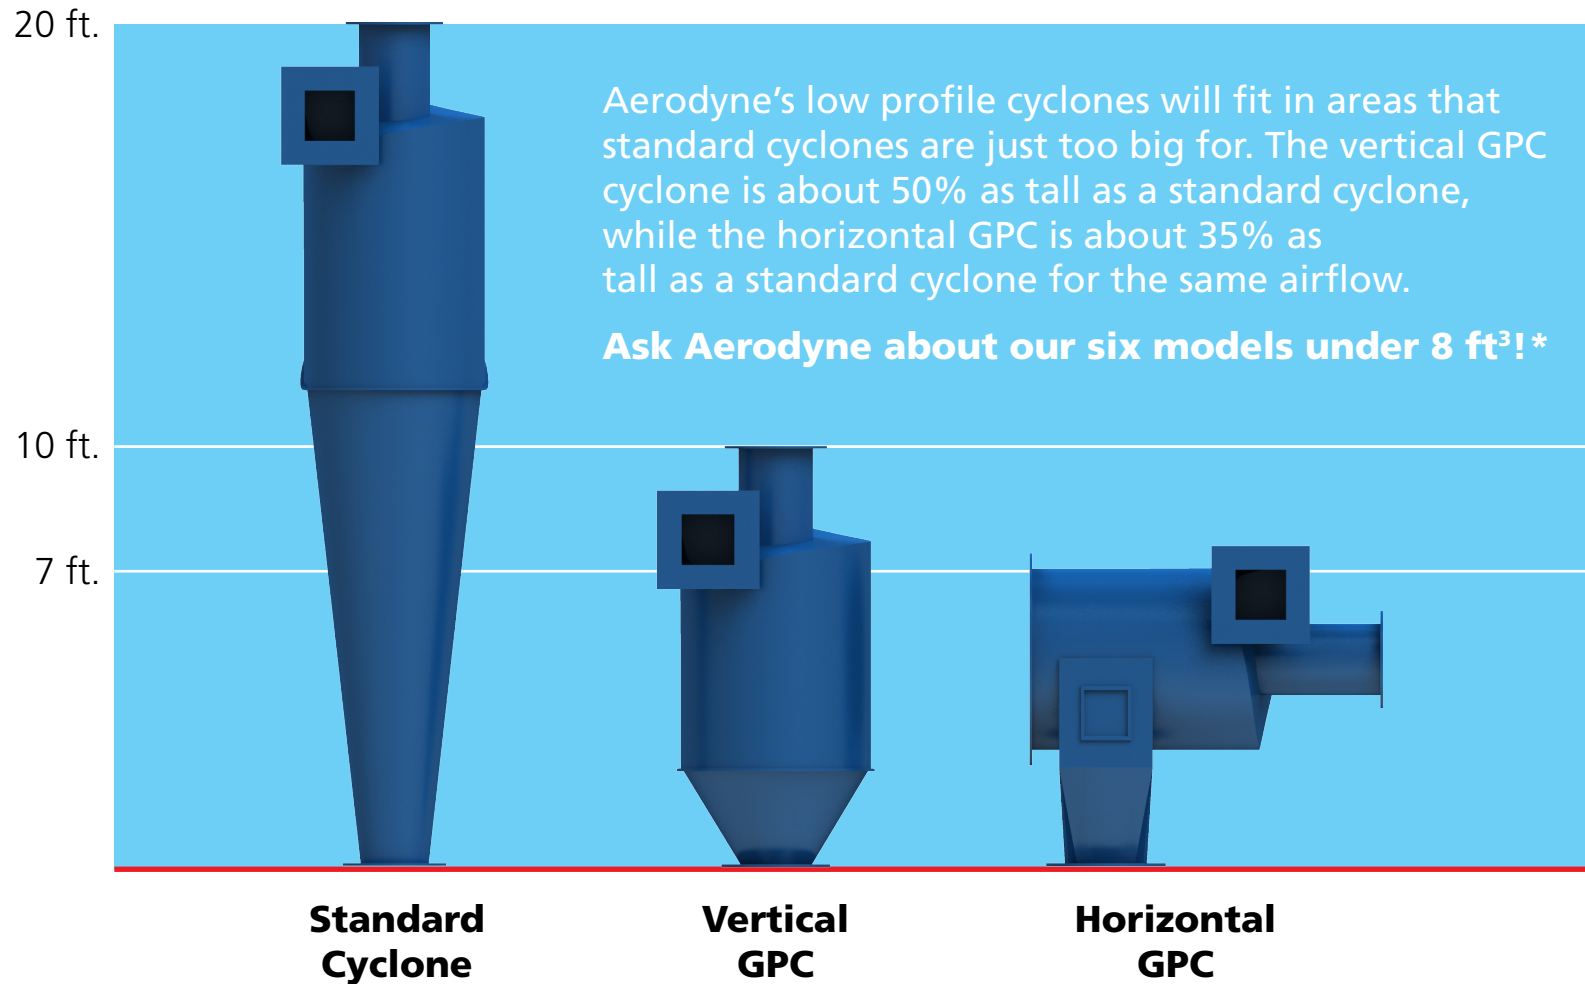 20 ft.
Aerodyne’s low profile cyclones will fit in areas that
standard cyclones are just too big for. The vertical GPC
cyclone is about 50% as tall as a standard cyclone,
while the horizontal GPC is about 35% as
tall as a standard cyclone for the same airflow.
Ask Aerodyne about our six models under 8 ft³!*
10 ft.
7 ft.
Standard
Cyclone
Vertical
GPC
Horizontal
GPC